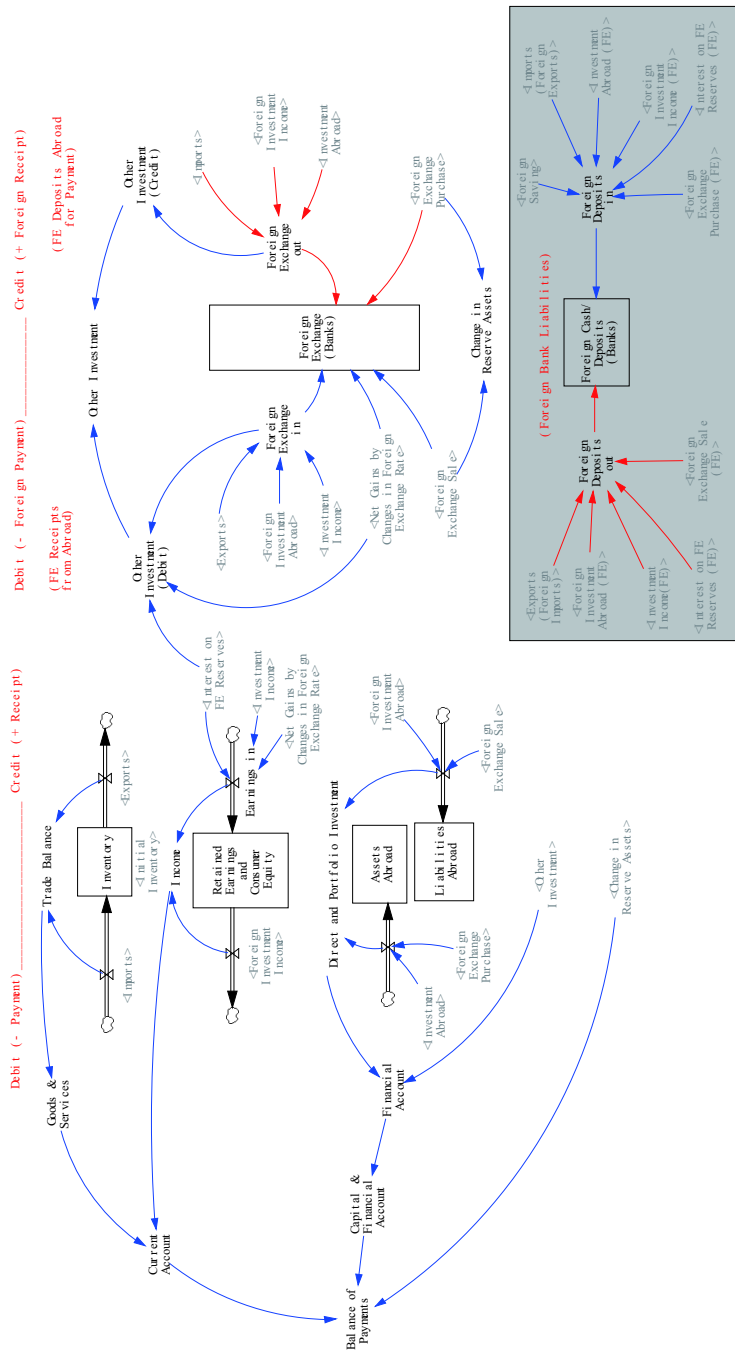 Debit (- Payment) ________ Credit (+ Receipt)
Debit (- Foreign Payment) ________ Credit (+ Foreign Receipt)
(FE Receipts
from Abroad)
(FE Deposits Abroad
for Payment)
Goods &
Services
Trade Balance
<Imports>
Inventory
<Exports>
<Initial
Inventory>
Current
Account
Income
<Interest on
FE Reserves>
Retained
Earnings
and
Consumer
Equity
Earnings in
<Investment
Income>
<Net Gains by
Changes in Foreign
Exchange Rate>
<Foreign
Investment
Income>
Balance of
Payments
Capital &
Financial
Account
Financial
Account
Direct and Portfolio Investment
<Foreign
Investment
Abroad>
Assets
Abroad
<Investment
Abroad>
<Foreign
Exchange
Purchase>
Liabilities
Abroad
<Foreign
Exchange Sale>
<Other
Investment>
<Change in
Reserve Assets>
Other Investment
Other
Investment
(Debit)
Other
Investment
(Credit)
<Exports>
<Foreign
Investment
Abroad>
<Investment
Income>
Foreign
Exchange
in
<Net Gains by
Changes in Foreign
Exchange Rate>
<Foreign
Exchange Sale>
Foreign
Exchange
(Banks)
Foreign
Exchange
out
<Imports>
<Foreign
Investment
Income>
<Investment
Abroad>
<Foreign
Exchange
Purchase>
Change in
Reserve Assets
(Foreign Bank Liabilities)
<Exports
(Foreign
Imports)>
<Foreign
Investment
Abroad (FE)>
<Investment
Income(FE)>
<Interest on FE
Reserves (FE)>
Foreign
Deposits
out
<Foreign
Exchange Sale
(FE)>
Foreign Cash/
Deposits
(Banks)
Foreign
Deposits
in
<Foreign
Saving>
<Imports
(Foreign
Exports)>
<Investment
Abroad (FE)>
<Foreign
Investment
Income (FE)>
<Interest on FE
Reserves (FE)>
<Foreign
Exchange
Purchase (FE)>